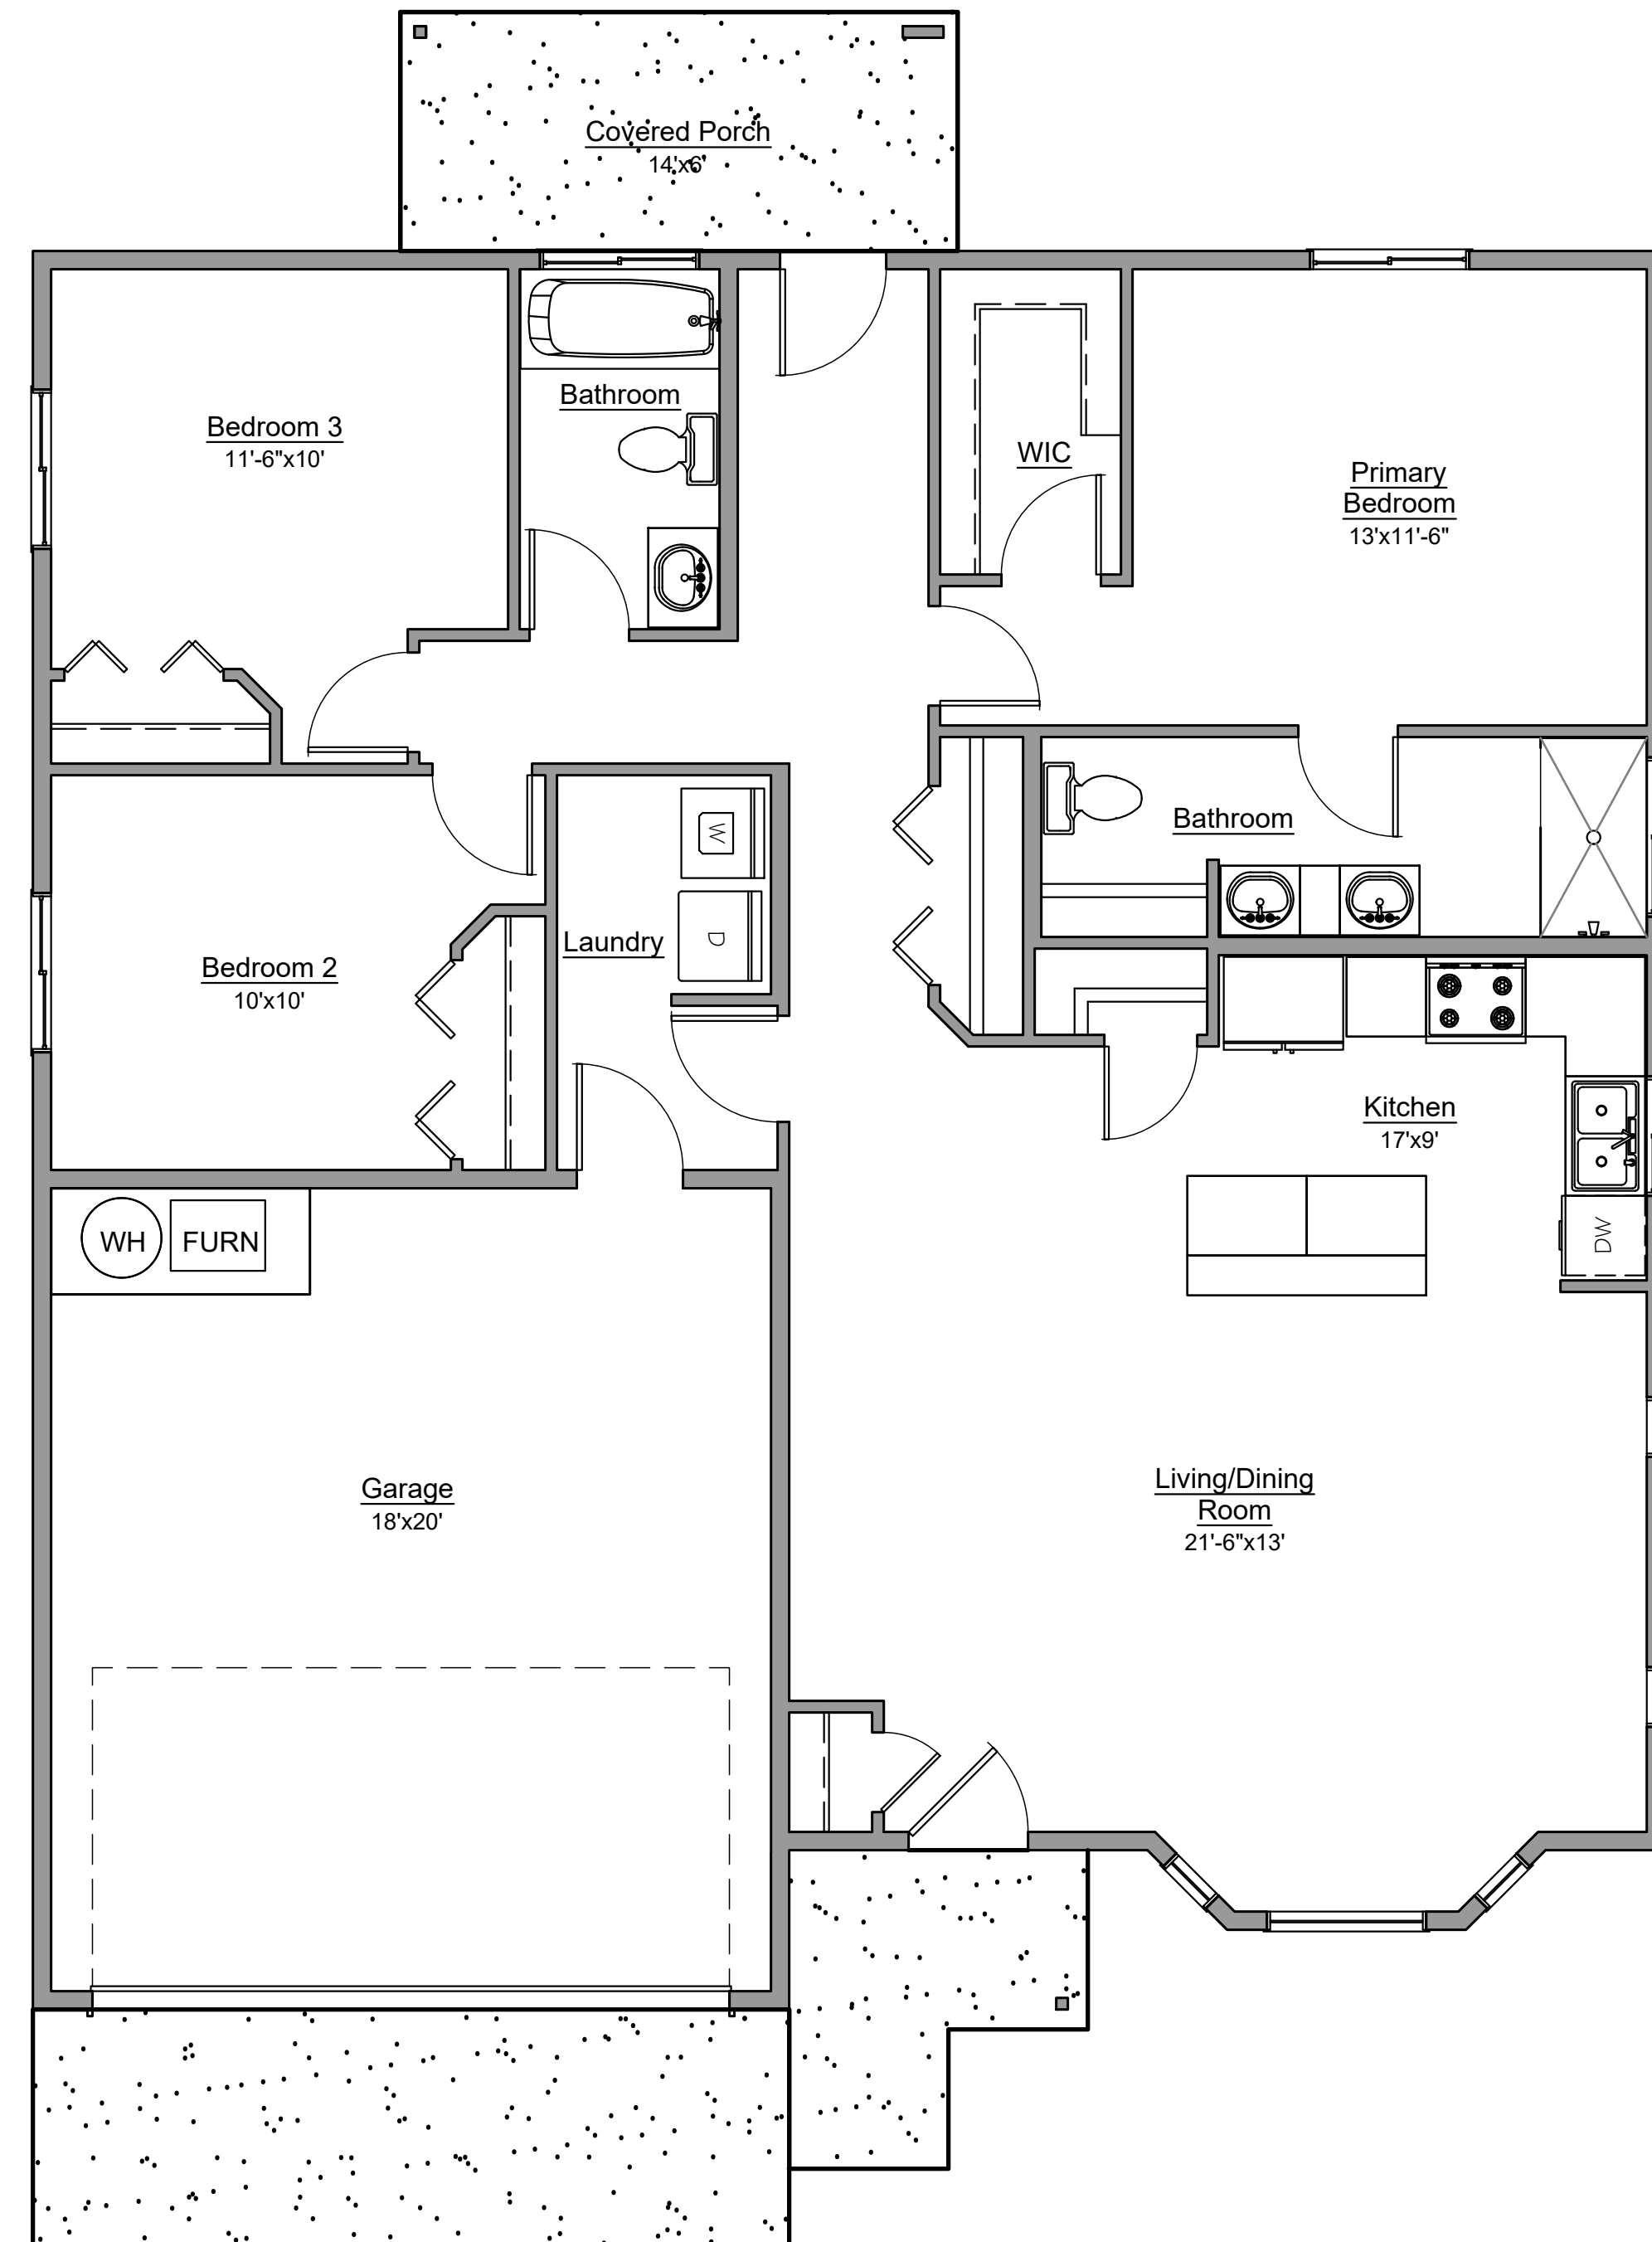 Covered Porch
14'x6'
Bedroom 3
11'-6"x10'
Bathroom
WIC
Primary
Bedroom
13'x11'-6"
W
D
Laundry
Bathroom
Bedroom 2
10'x10'
Kitchen
17'x9'
DW
WH
FURN
Garage
18'x20'
Living/Dining
Room
21'-6"x13'